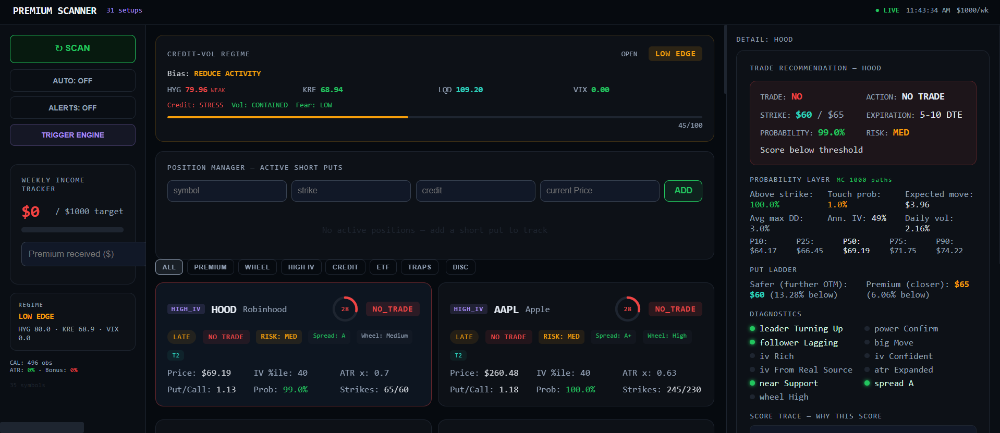 PREMIUM SCANNER 31 setups
● LIVE 11:43:34 AM $1000/wk
↻ SCAN
AUTO: OFF
ALERTS: OFF
TRIGGER ENGINE
WEEKLY INCOME
TRACKER
$0 / $1000 target
Premium received ($)
REGIME
LOW EDGE
HYG 80.0 · KRE 68.9 · VIX
0.0
CAL: 496 obs
ATR: 0% · Bonus: 0%
35 symbols
CREDIT-VOL REGIME OPEN LOW EDGE
Bias: REDUCE ACTIVITY
HYG 79.96 WEAK KRE 68.94 LQD 109.20 VIX 0.00
Credit: STRESS Vol: CONTAINED Fear: LOW
45/100
POSITION MANAGER — ACTIVE SHORT PUTS
symbol strike credit current Price ADD
No active positions — add a short put to track
ALL PREMIUM WHEEL HIGH IV CREDIT ETF TRAPS DISC
HIGH_IV HOOD Robinhood 28 NO_TRADE
LATE NO TRADE RISK: MED Spread: A Wheel: Medium
T2
Price: $69.19 IV %ile: 40 ATR x: 0.7
Put/Call: 1.13 Prob: 99.0% Strikes: 65/60
HIGH_IV AAPL Apple 28 NO_TRADE
LATE NO TRADE RISK: MED Spread: A+ Wheel: High
T2
Price: $260.48 IV %ile: 40 ATR x: 0.63
Put/Call: 1.18 Prob: 100.0% Strikes: 245/230
DETAIL: HOOD
TRADE RECOMMENDATION — HOOD
TRADE: NO ACTION: NO TRADE
STRIKE: $60 / $65 EXPIRATION: 5-10 DTE
PROBABILITY: 99.0% RISK: MED
Score below threshold
PROBABILITY LAYER MC 1000 paths
Above strike: Touch prob: Expected move:
100.0% 1.0% $3.96
Avg max DD: Ann. IV: 49% Daily vol:
3.0% 2.16%
P10: P25: P50: P75: P90:
$64.17 $66.45 $69.19 $71.75 $74.22
PUT LADDER
Safer (further OTM): Premium (closer): $65
$60 (13.28% below) (6.06% below)
DIAGNOSTICS
leader Turning Up power Confirm
follower Lagging big Move
iv Rich iv Confident
iv From Real Source atr Expanded
near Support spread A
wheel High
SCORE TRACE — WHY THIS SCORE